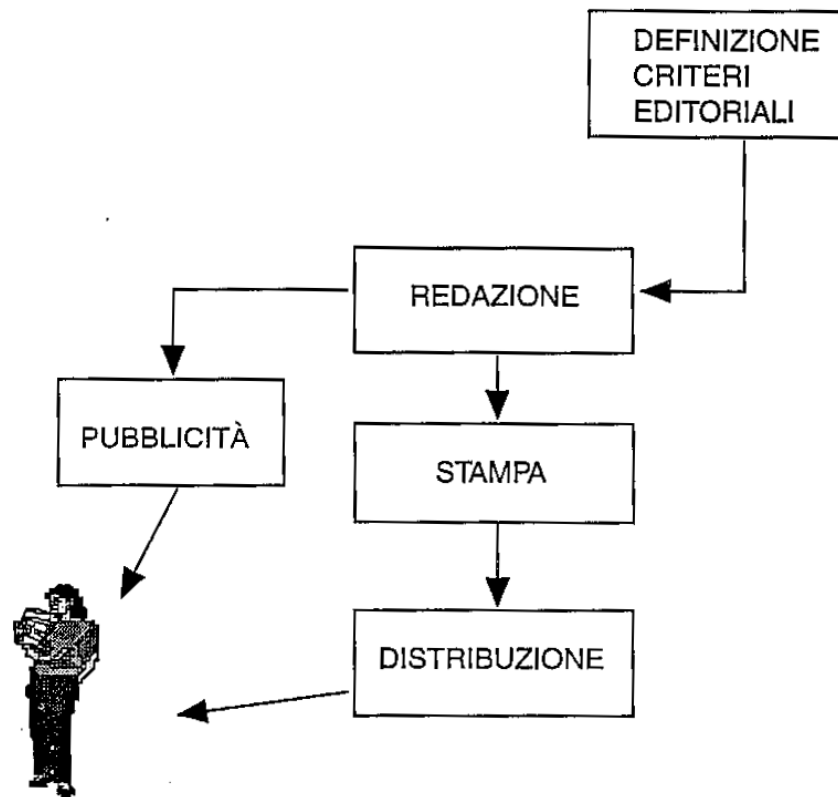 DEFINIZIONE
CRITERI
EDITORIALI
REDAZIONE
PUBBLICITÀ
STAMPA
DISTRIBUZIONE